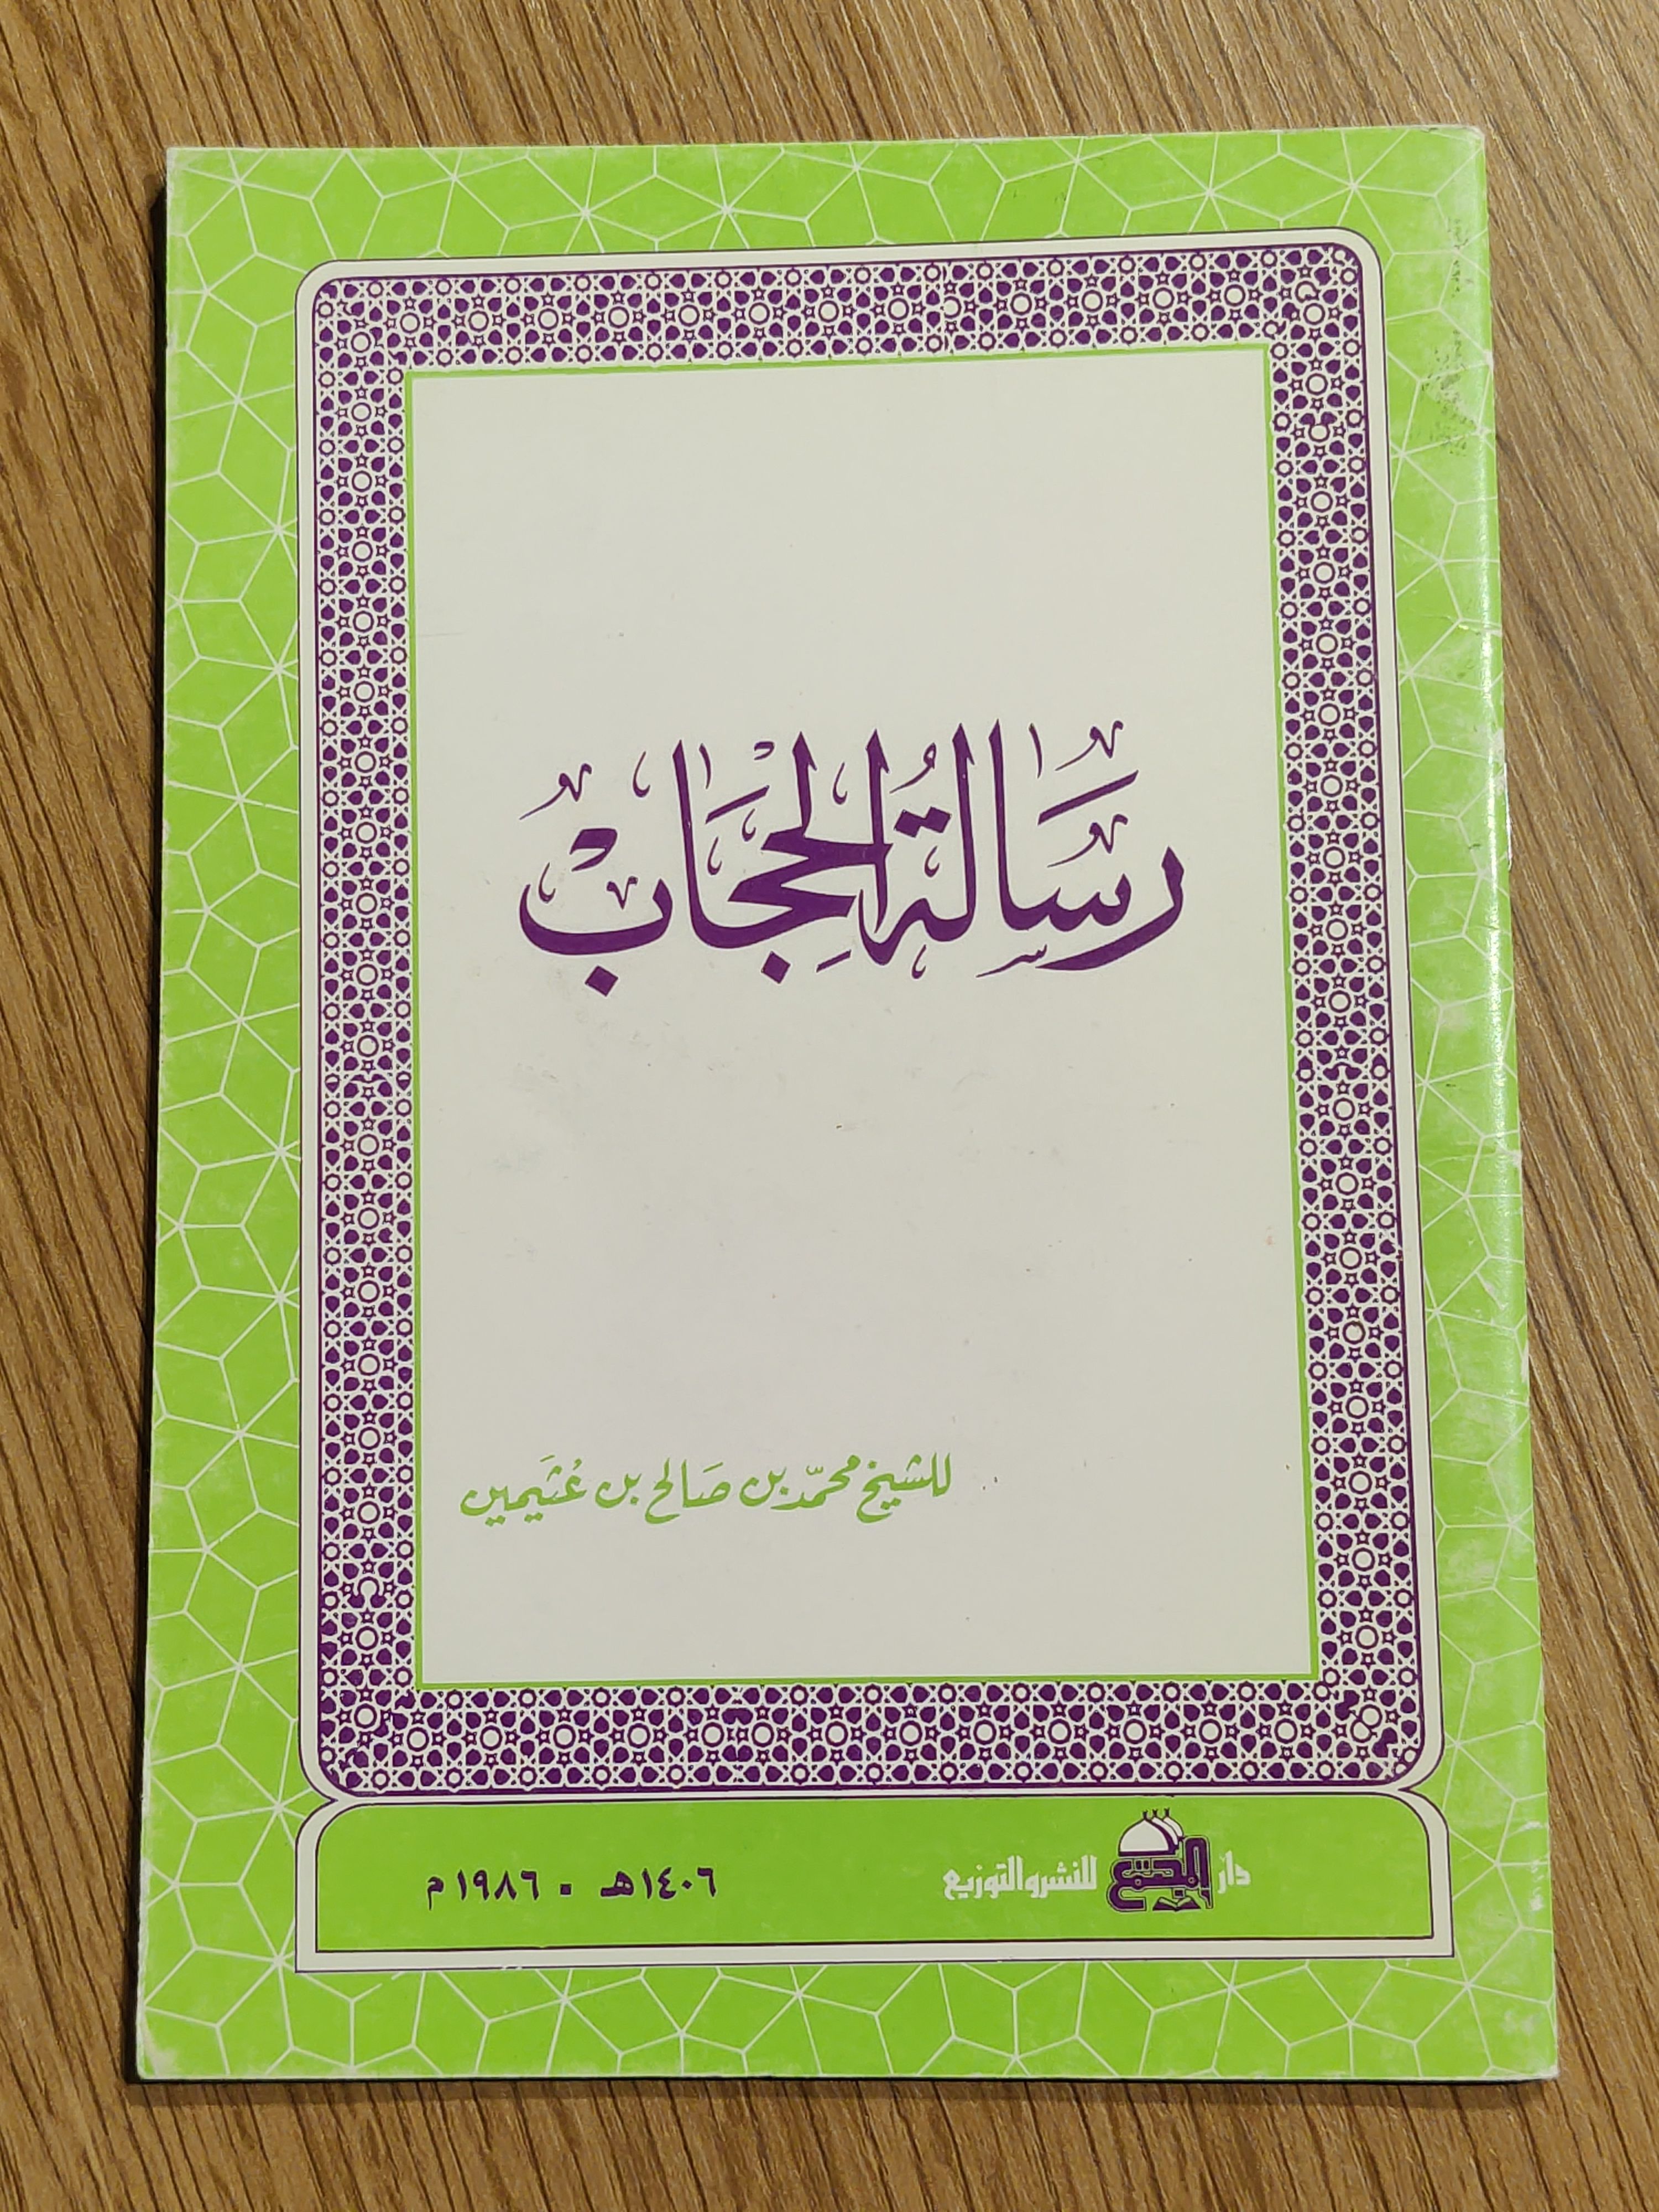 رسالة الحجاب
للشيخ محمد بن صالح بن عثيمين
دار المجتمع للنشر والتوزيع
١٤٠٦هـ - ١٩٨٦م